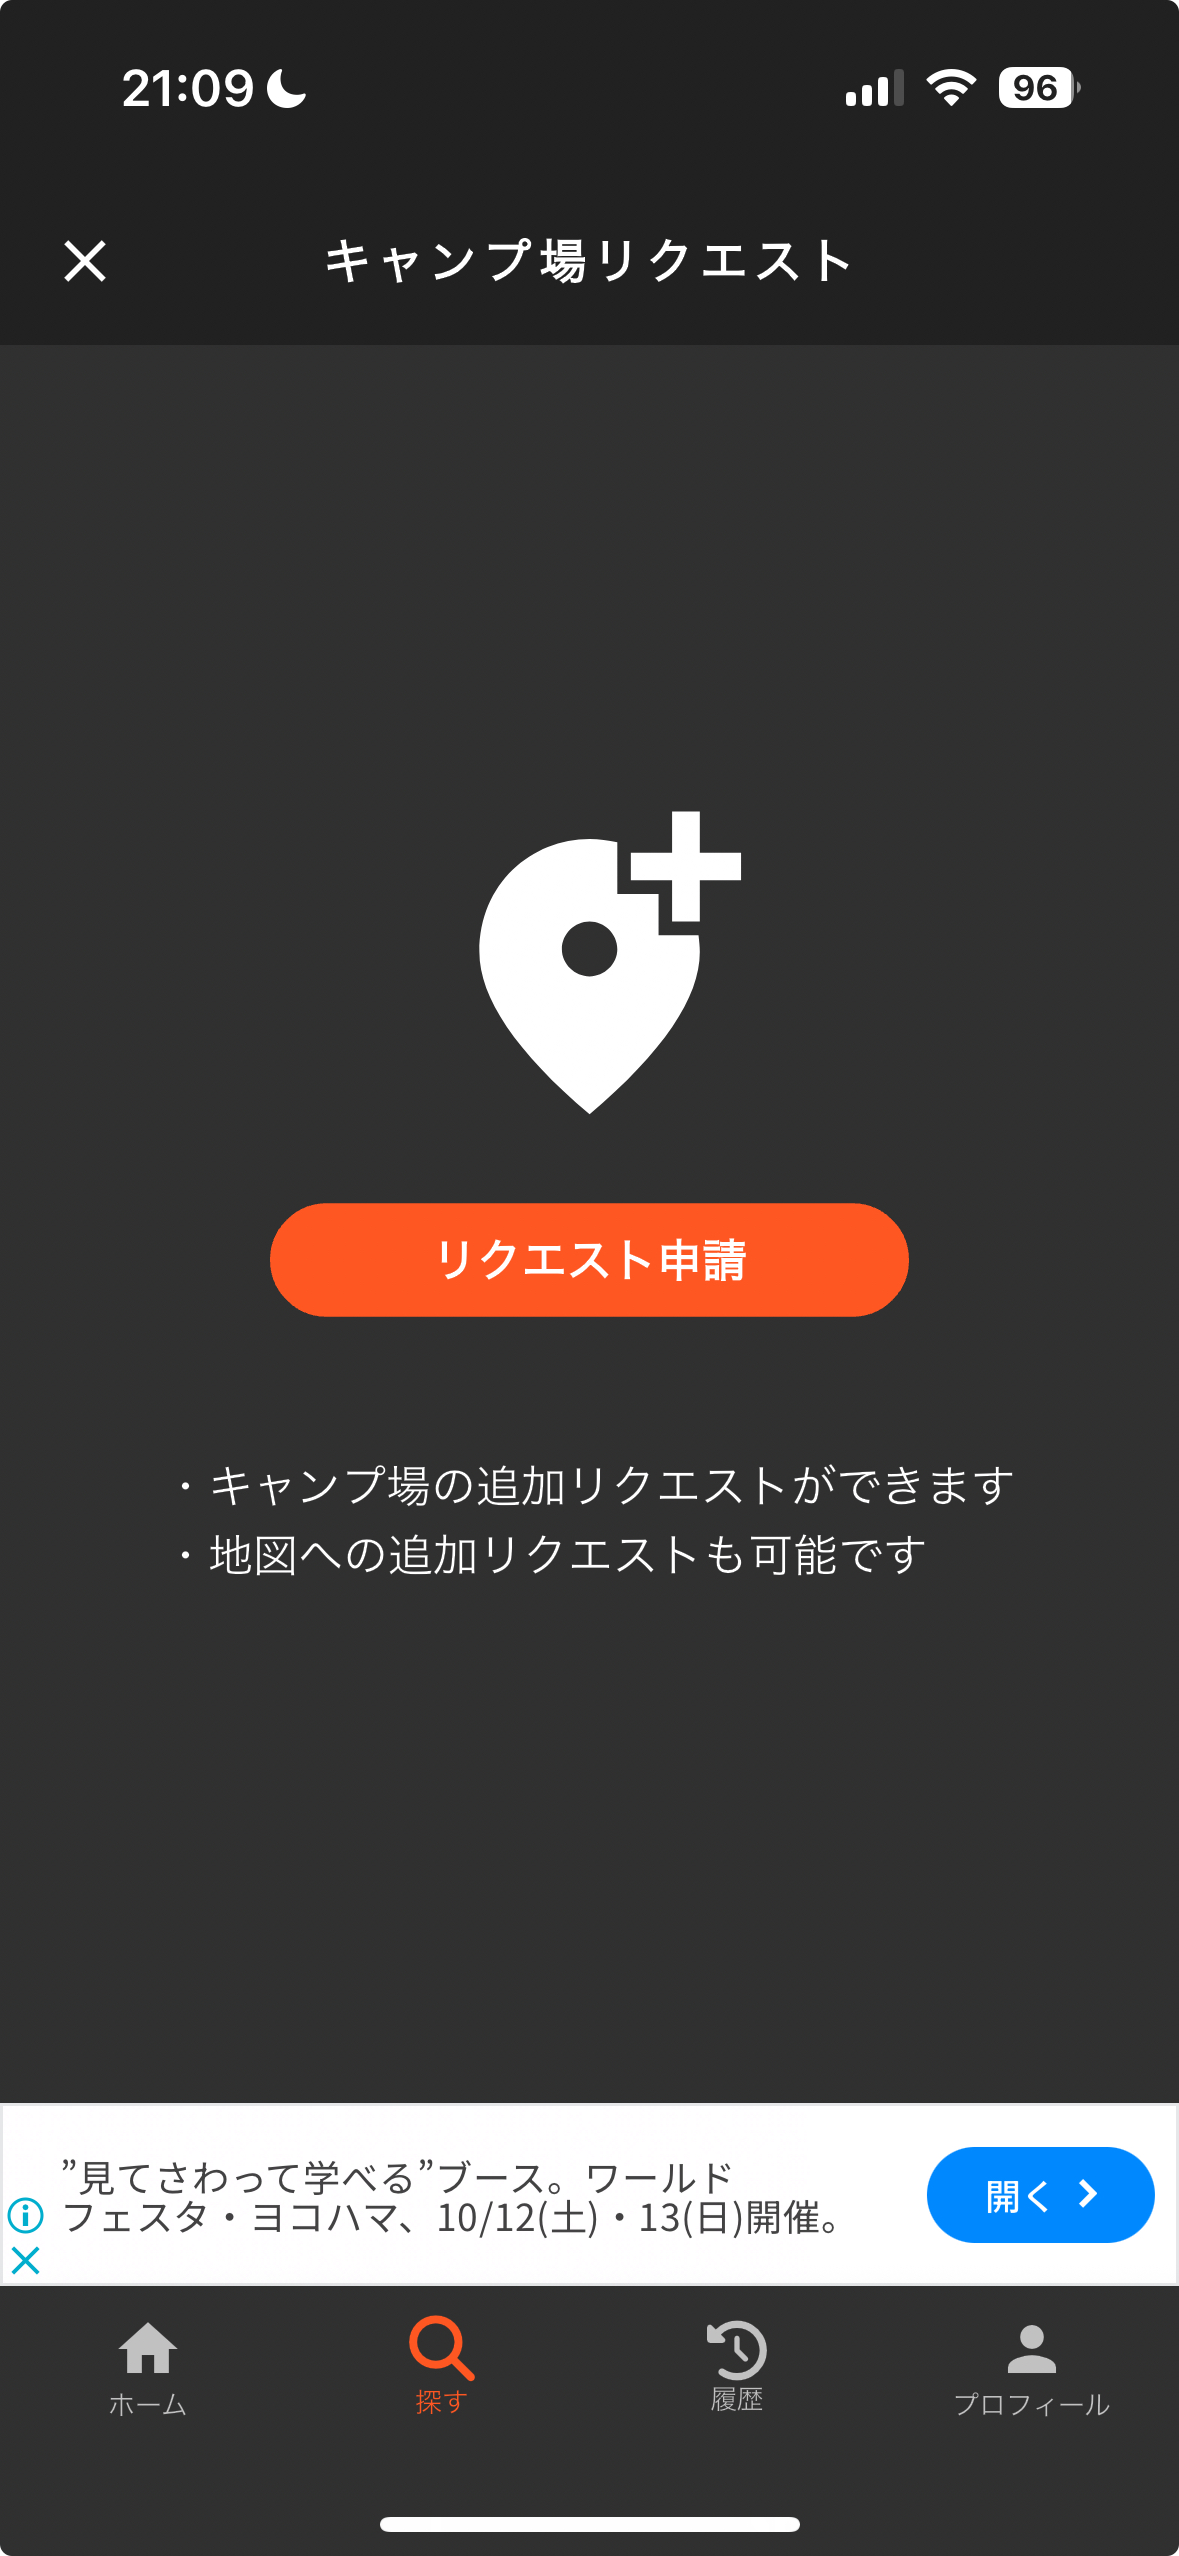 21:09
96
キャンプ場リクエスト
リクエスト申請
・キャンプ場の追加リクエストができます
・地図への追加リクエストも可能です
”見てさわって学べる”ブース。ワールド
フェスタ・ヨコハマ、10/12(土)・13(日)開催。
開く
ホーム
探す
履歴
プロフィール